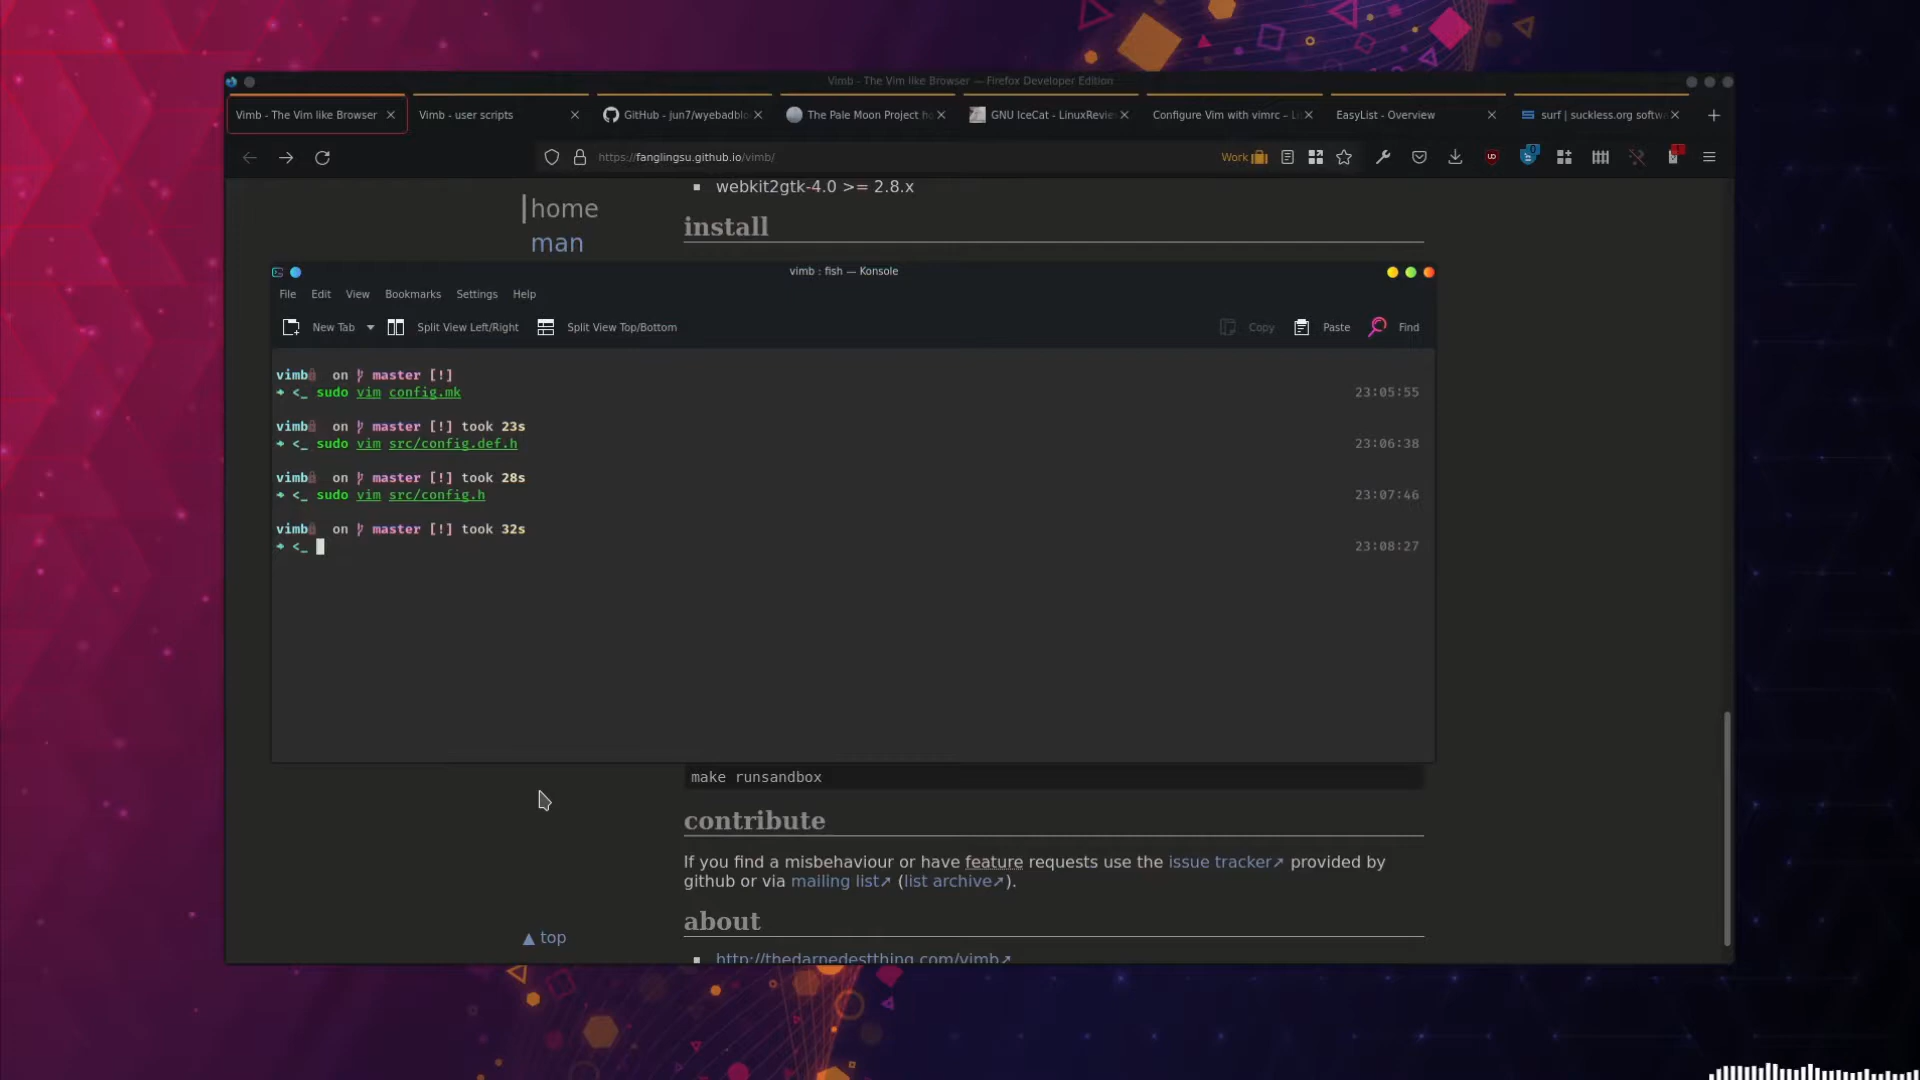 Vimb - The Vim like Browser — Firefox Developer Edition
Vimb - The Vim like Browser
Vimb - user scripts
GitHub - jun7/wyebadblo
The Pale Moon Project ho
GNU IceCat - LinuxRevie
Configure Vim with vimrc – Li
EasyList - Overview
surf | suckless.org softwa
https://fanglingsu.github.io/vimb/
Work
webkit2gtk-4.0 >= 2.8.x
home
man
install
vimb : fish — Konsole
File Edit View Bookmarks Settings Help
New Tab Split View Left/Right Split View Top/Bottom Copy Paste Find
vimb on master [!]
<_ sudo vim config.mk 23:05:55
vimb on master [!] took 23s
<_ sudo vim src/config.def.h 23:06:38
vimb on master [!] took 28s
<_ sudo vim src/config.h 23:07:46
vimb on master [!] took 32s
<_ 23:08:27
make runsandbox
contribute
If you find a misbehaviour or have feature requests use the issue tracker↗ provided by
github or via mailing list↗ (list archive↗).
about
▲ top
http://thedarnedestthing.com/vimb↗